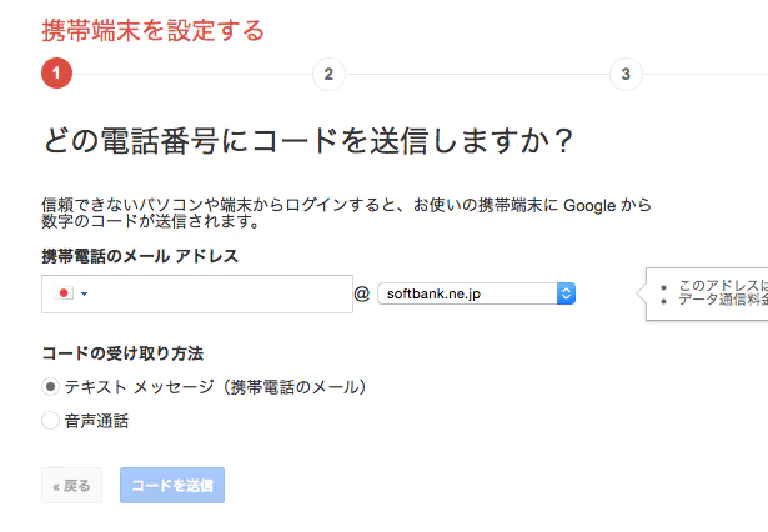 携帯端末を設定する
1 2 3
どの電話番号にコードを送信しますか？
信頼できないパソコンや端末からログインすると、お使いの携帯端末に Google から
数字のコードが送信されます。
携帯電話のメール アドレス
@ softbank.ne.jp
• このアドレスは
• データ通信料金
コードの受け取り方法
テキスト メッセージ（携帯電話のメール）
音声通話
« 戻る コードを送信